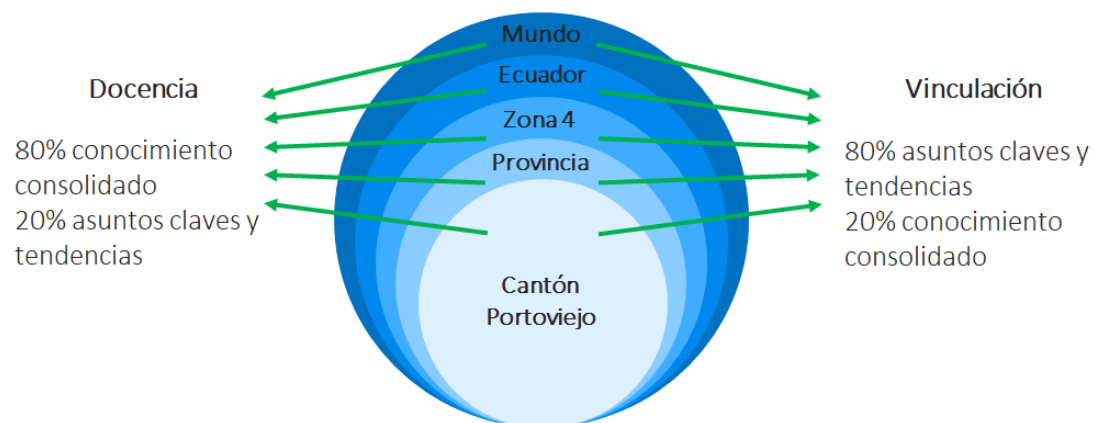 Docencia
80% conocimiento
consolidado
20% asuntos claves y
tendencias
Mundo
Ecuador
Zona 4
Provincia
Cantón
Portoviejo
Vinculación
80% asuntos claves y
tendencias
20% conocimiento
consolidado